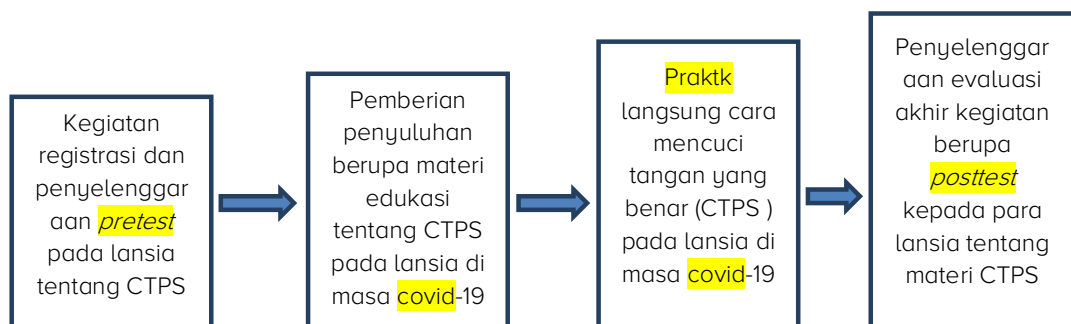 Kegiatan
registrasi dan
penyelenggar
aan pretest
pada lansia
tentang CTPS
Pemberian
penyuluhan
berupa materi
edukasi
tentang CTPS
pada lansia di
masa covid-19
Praktk
langsung cara
mencuci
tangan yang
benar (CTPS )
pada lansia di
masa covid-19
Penyelenggar
aan evaluasi
akhir kegiatan
berupa
posttest
kepada para
lansia tentang
materi CTPS